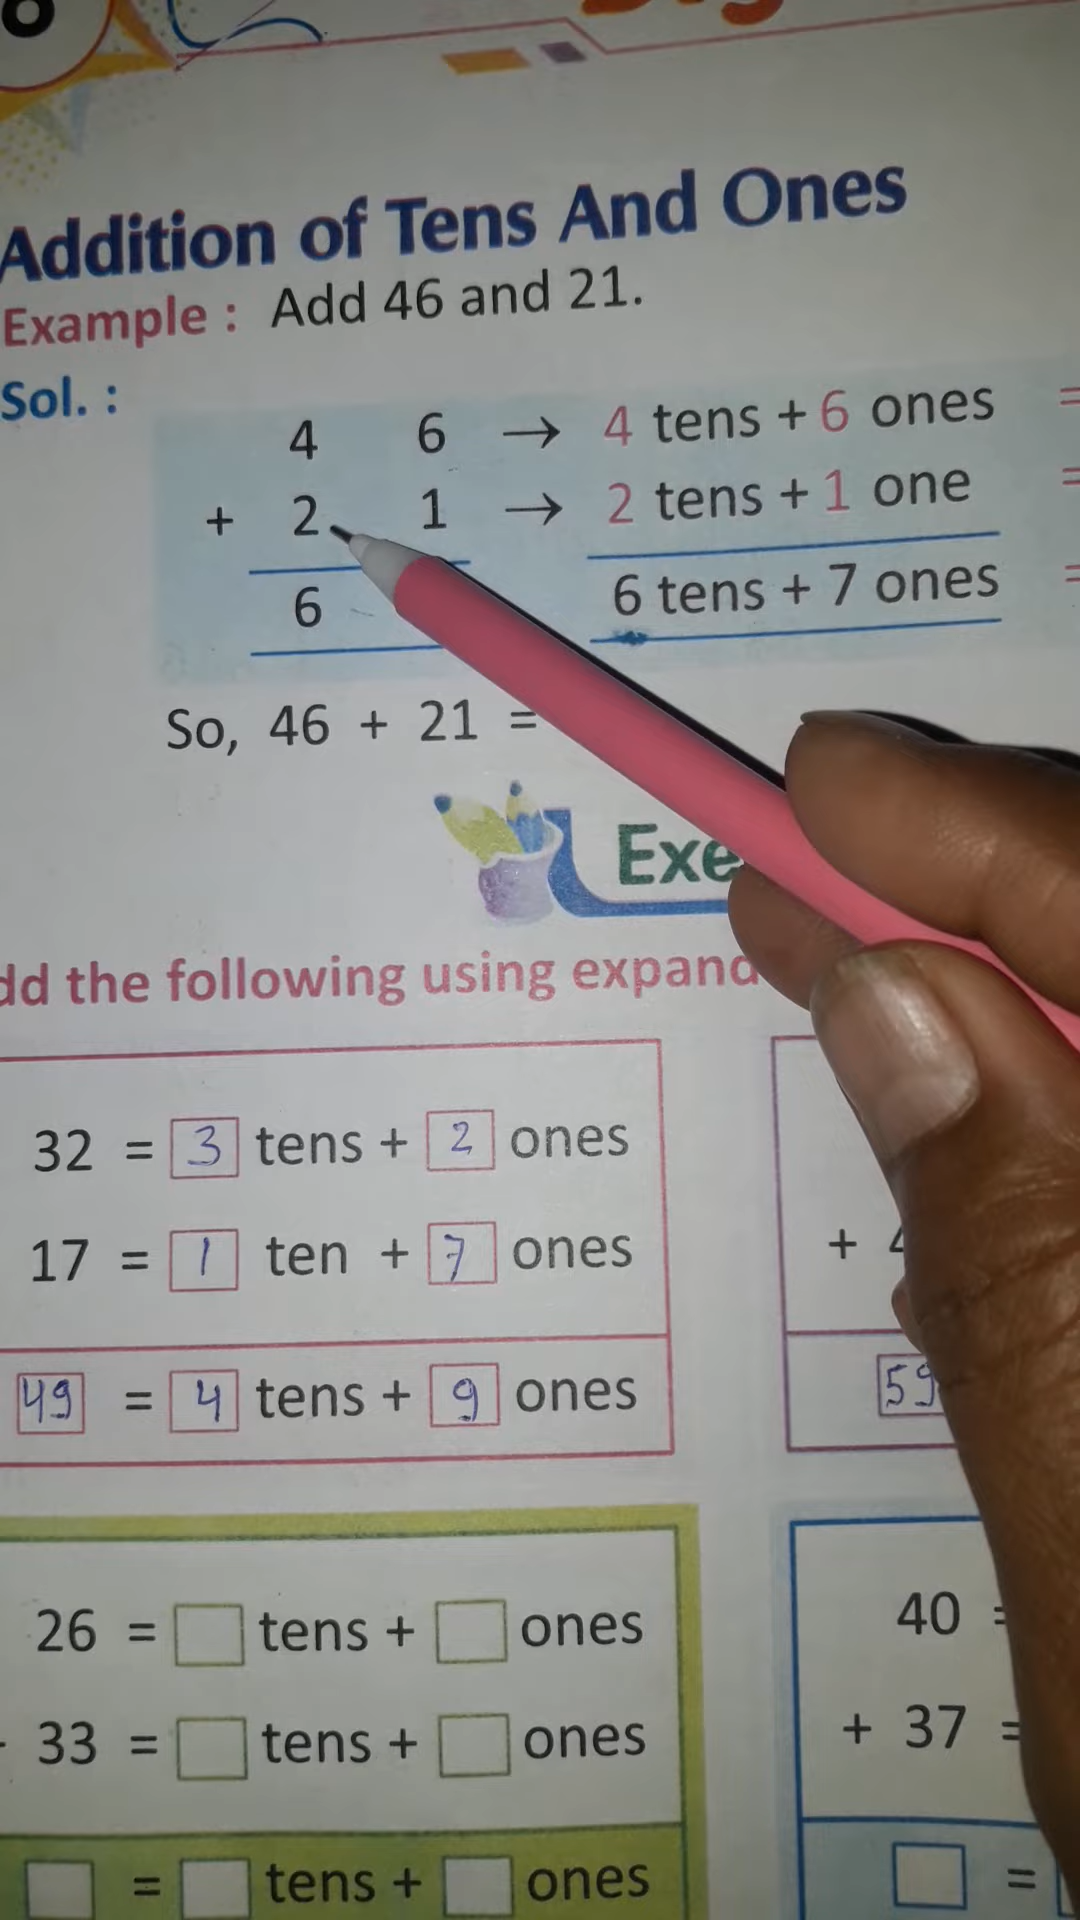 Addition of Tens And Ones
Example : Add 46 and 21.
Sol. :
4 6 → 4 tens + 6 ones =
+ 2 1 → 2 tens + 1 one =
6 6 tens + 7 ones =
So, 46 + 21 =
Exe
dd the following using expand
32 = 3 tens + 2 ones
17 = 1 ten + 7 ones
+ 4
49 = 4 tens + 9 ones
59
26 = tens + ones
40 =
33 = tens + ones
+ 37 =
= tens + ones
=